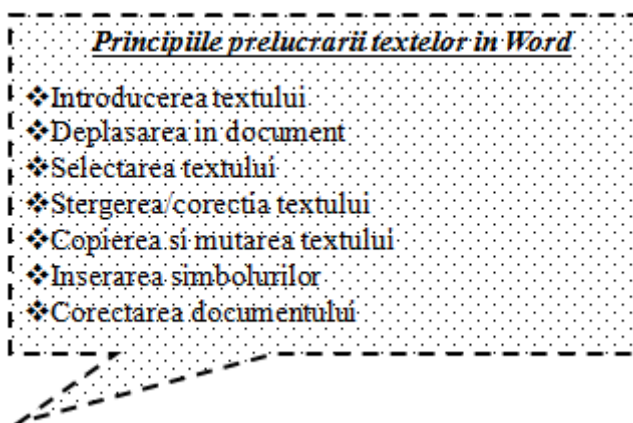 Principiile prelucrarii textelor in Word
❖Introducerea textului
❖Deplasarea in document
❖Selectarea textului
❖Stergerea/corectia textului
❖Copierea si mutarea textului
❖Inserarea simbolurilor
❖Corectarea documentului